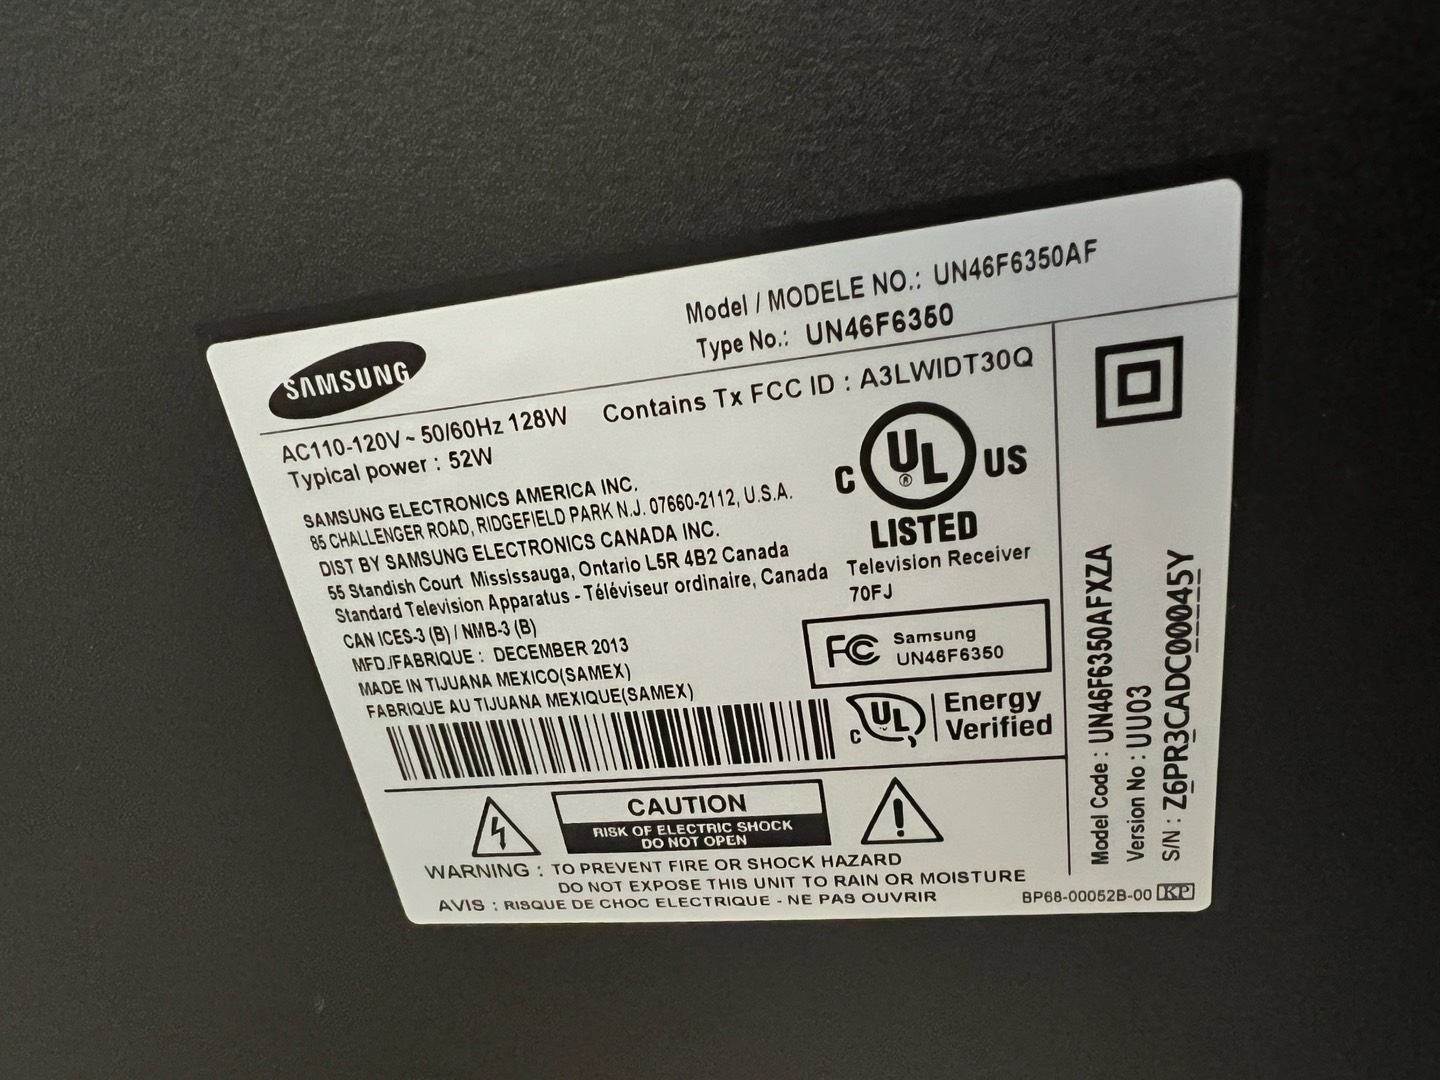 Model / MODELE NO.: UN46F6350AF
Type No.: UN46F6350
SAMSUNG
AC110-120V ~ 50/60Hz 128W
Contains Tx FCC ID : A3LWIDT30Q
Typical power : 52W
SAMSUNG ELECTRONICS AMERICA INC.
85 CHALLENGER ROAD, RIDGEFIELD PARK N.J. 07660-2112, U.S.A.
DIST BY SAMSUNG ELECTRONICS CANADA INC.
55 Standish Court Mississauga, Ontario L5R 4B2 Canada
Standard Television Apparatus - Téléviseur ordinaire, Canada
CAN ICES-3 (B) / NMB-3 (B)
MFD./FABRIQUE : DECEMBER 2013
MADE IN TIJUANA MEXICO(SAMEX)
FABRIQUE AU TIJUANA MEXIQUE(SAMEX)
C UL ® US
LISTED
Television Receiver
70FJ
FC Samsung
UN46F6350
C UL Energy
Verified
CAUTION
RISK OF ELECTRIC SHOCK
DO NOT OPEN
!
WARNING : TO PREVENT FIRE OR SHOCK HAZARD
DO NOT EXPOSE THIS UNIT TO RAIN OR MOISTURE
AVIS : RISQUE DE CHOC ELECTRIQUE - NE PAS OUVRIR
BP68-00052B-00 KP
Model Code : UN46F6350AFXZA
Version No : UU03
S/N : Z6PR3CADC00045Y